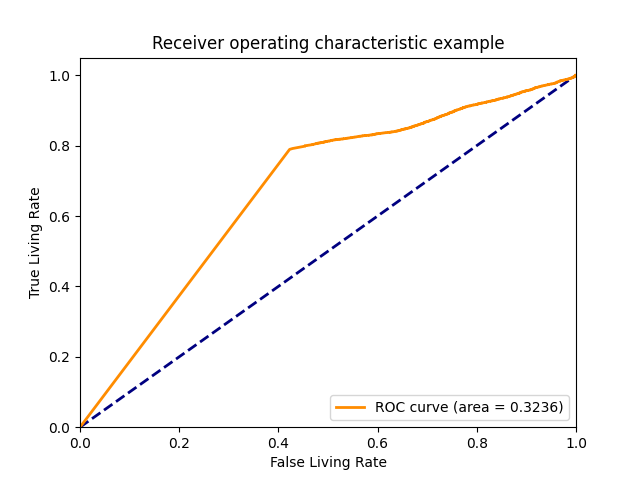 Receiver operating characteristic example
True Living Rate
1.0
0.8
0.6
0.4
0.2
0.0
ROC curve (area = 0.3236)
0.0 0.2 0.4 0.6 0.8 1.0
False Living Rate